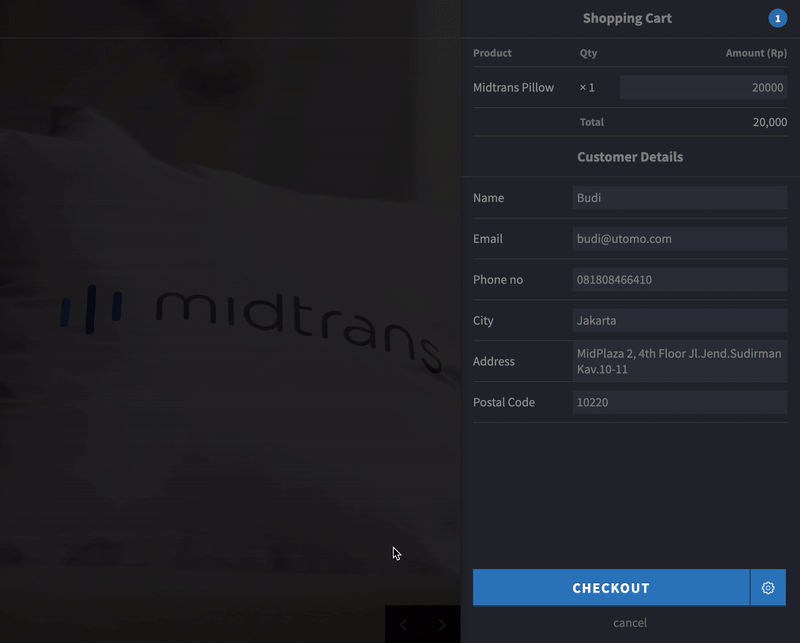 Shopping Cart 1
Product Qty Amount (Rp)
Midtrans Pillow × 1 20000
Total 20,000
Customer Details
Name Budi
Email budi@utomo.com
Phone no 081808466410
City Jakarta
Address MidPlaza 2, 4th Floor Jl.Jend.Sudirman
Kav.10-11
Postal Code 10220
midtrans
CHECKOUT
cancel